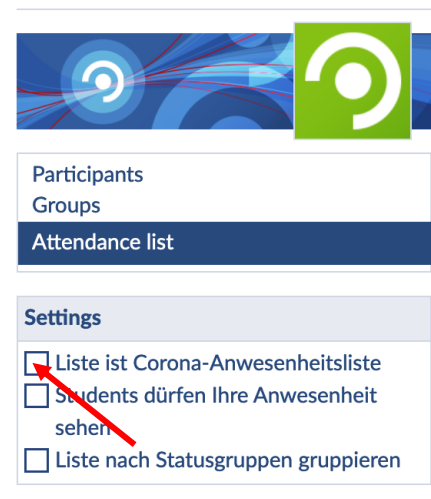 Participants
Groups
Attendance list
Settings
Liste ist Corona-Anwesenheitsliste
Students dürfen Ihre Anwesenheit
sehen
Liste nach Statusgruppen gruppieren